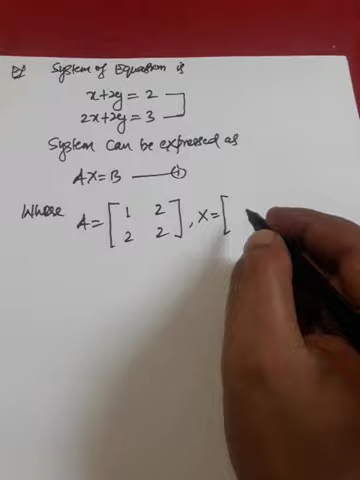 System of Equation is
x+2y = 2
2x+2y = 3
System can be expressed as
AX=B —— ①
Where A = [1 2
2 2], X = [